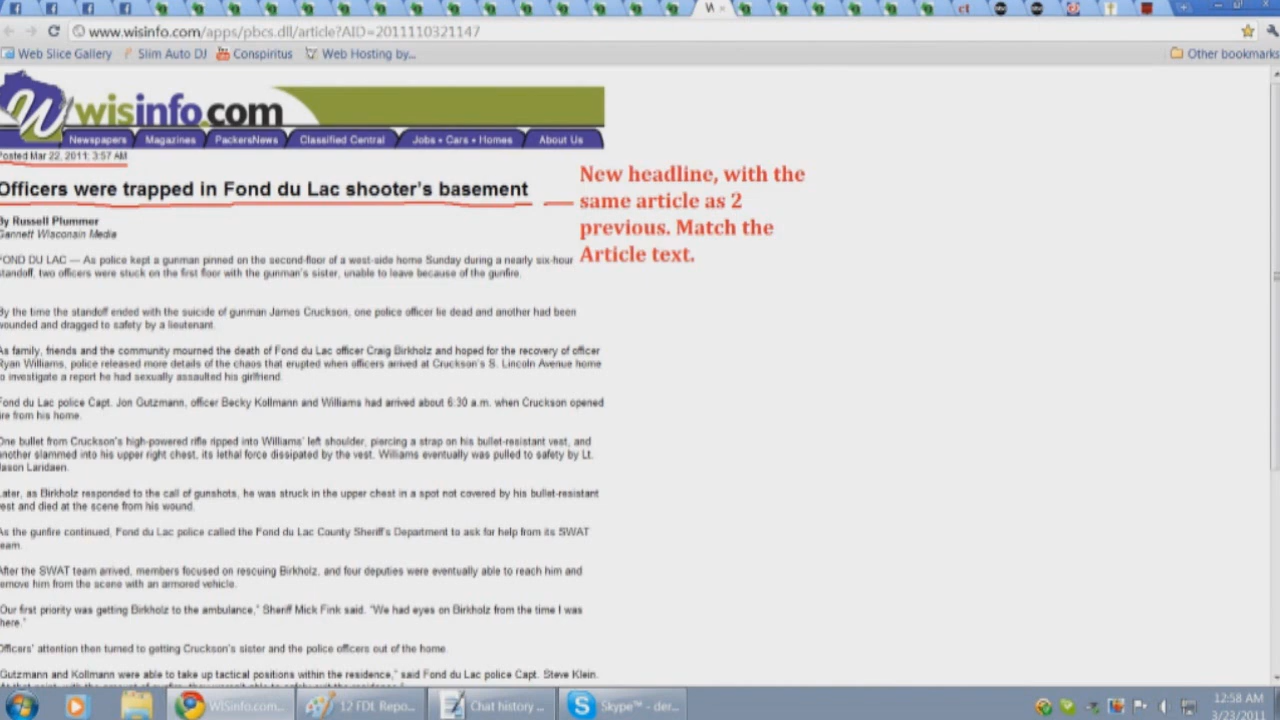 www.wisinfo.com/apps/pbcs.dll/article?AID=2011110321147
Web Slice Gallery Slim Auto DJ Conspiritus Web Hosting by... Other bookmarks
Wwisinfo.com
Newspapers Magazines PackersNews Classified Central Jobs • Cars • Homes About Us
Posted Mar 22, 2011; 3:57 AM
Officers were trapped in Fond du Lac shooter's basement
New headline, with the
same article as 2
previous. Match the
Article text.
By Russell Plummer
Gannett Wisconsin Media
FOND DU LAC — As police kept a gunman pinned on the second-floor of a west-side home Sunday during a nearly six-hour
standoff, two officers were stuck on the first floor with the gunman's sister, unable to leave because of the gunfire.
By the time the standoff ended with the suicide of gunman James Cruckson, one police officer lie dead and another had been
wounded and dragged to safety by a lieutenant.
As family, friends and the community mourned the death of Fond du Lac officer Craig Birkholz and hoped for the recovery of officer
Ryan Williams, police released more details of the chaos that erupted when officers arrived at Cruckson's S. Lincoln Avenue home
to investigate a report he had sexually assaulted his girlfriend.
Fond du Lac police Capt. Jon Gutzmann, officer Becky Kollmann and Williams had arrived about 6:30 a.m. when Cruckson opened
fire from his home.
One bullet from Cruckson's high-powered rifle ripped into Williams' left shoulder, piercing a strap on his bullet-resistant vest, and
another slammed into his upper right chest, its lethal force dissipated by the vest. Williams eventually was pulled to safety by Lt.
Jason Laridaen.
Later, as Birkholz responded to the call of gunshots, he was struck in the upper chest in a spot not covered by his bullet-resistant
vest and died at the scene from his wound.
As the gunfire continued, Fond du Lac police called the Fond du Lac County Sheriff's Department to ask for help from its SWAT
team.
After the SWAT team arrived, members focused on rescuing Birkholz, and four deputies were eventually able to reach him and
remove him from the scene with an armored vehicle.
"Our first priority was getting Birkholz to the ambulance," Sheriff Mick Fink said. "We had eyes on Birkholz from the time I was
here."
Officers' attention then turned to getting Cruckson's sister and the police officers out of the home.
"Gutzmann and Kollmann were able to take up tactical positions within the residence," said Fond du Lac police Capt. Steve Klein.
WISinfo.com... 12 FDL Repo... Chat history ... Skype™ - der... 12:58 AM
3/23/2011